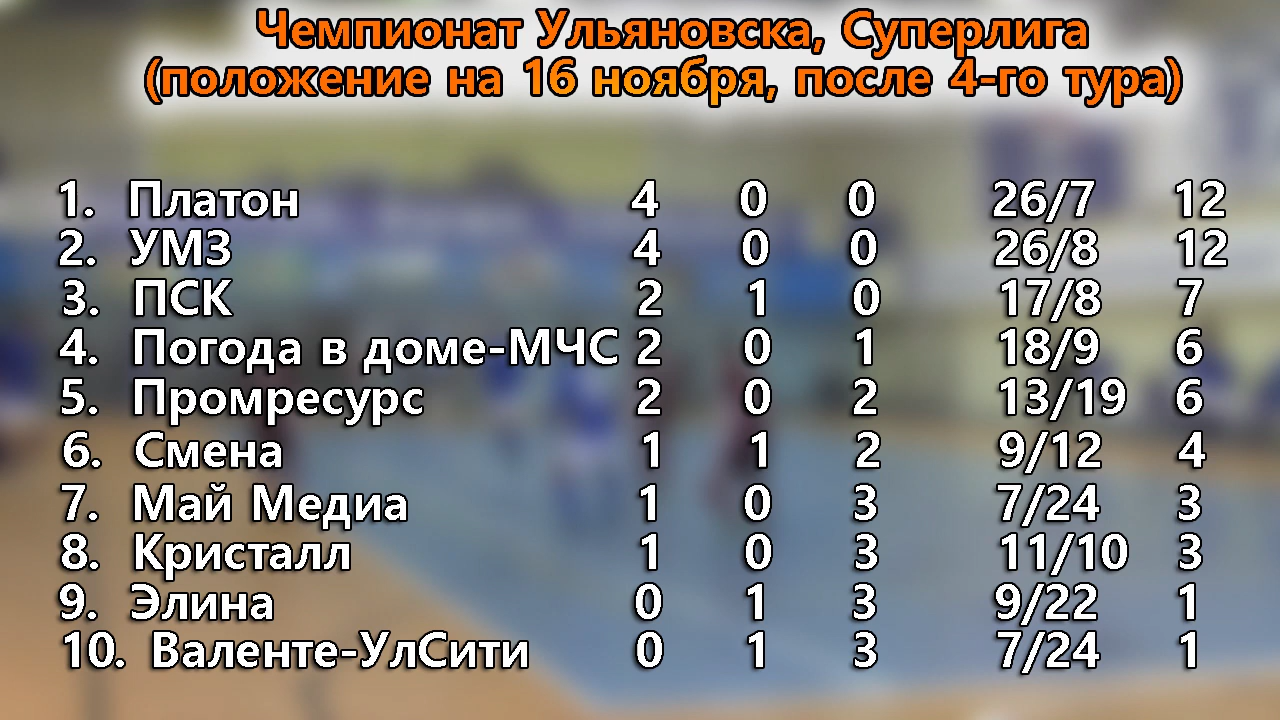 Чемпионат Ульяновска, Суперлига
(положение на 16 ноября, после 4-го тура)
1. Платон 4 0 0 26/7 12
2. УМЗ 4 0 0 26/8 12
3. ПСК 2 1 0 17/8 7
4. Погода в доме-МЧС 2 0 1 18/9 6
5. Промресурс 2 0 2 13/19 6
6. Смена 1 1 2 9/12 4
7. Май Медиа 1 0 3 7/24 3
8. Кристалл 1 0 3 11/10 3
9. Элина 0 1 3 9/22 1
10. Валенте-УлСити 0 1 3 7/24 1